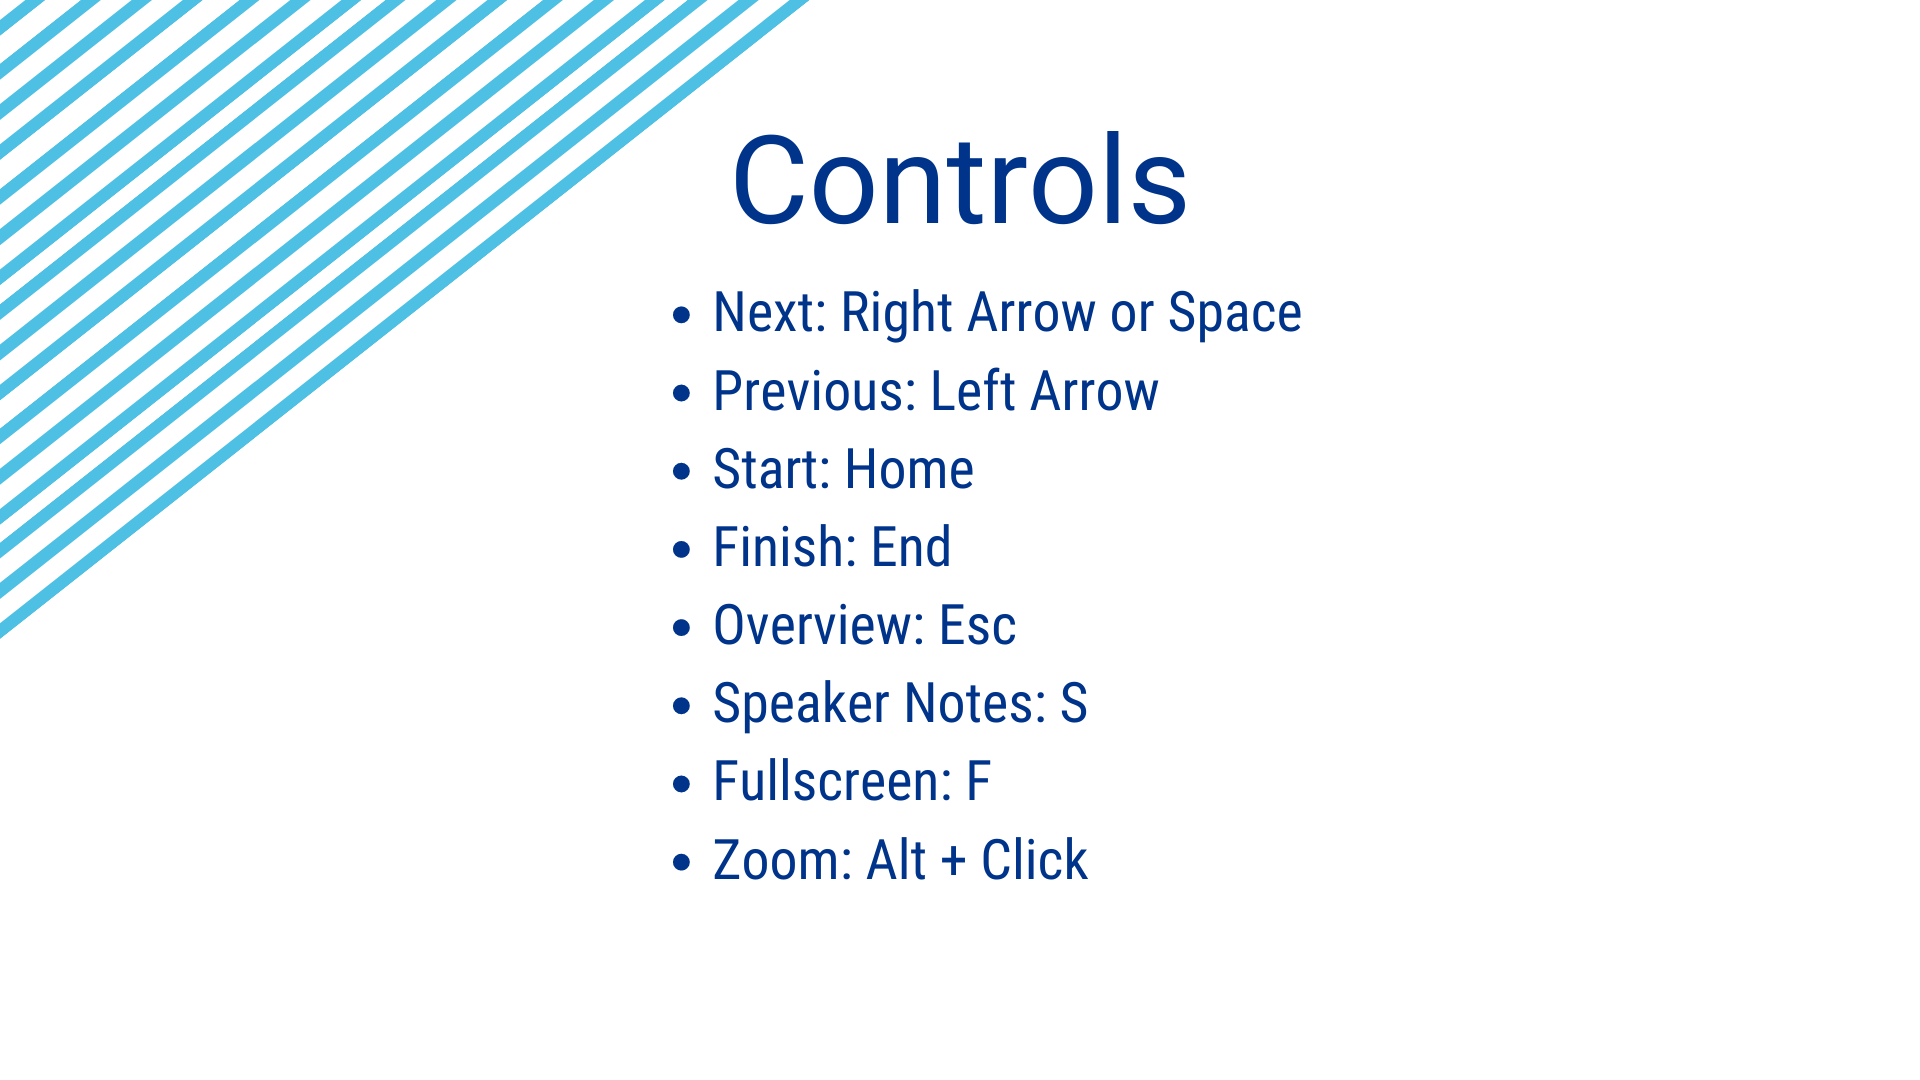 Controls
Next: Right Arrow or Space
Previous: Left Arrow
Start: Home
Finish: End
Overview: Esc
Speaker Notes: S
Fullscreen: F
Zoom: Alt + Click